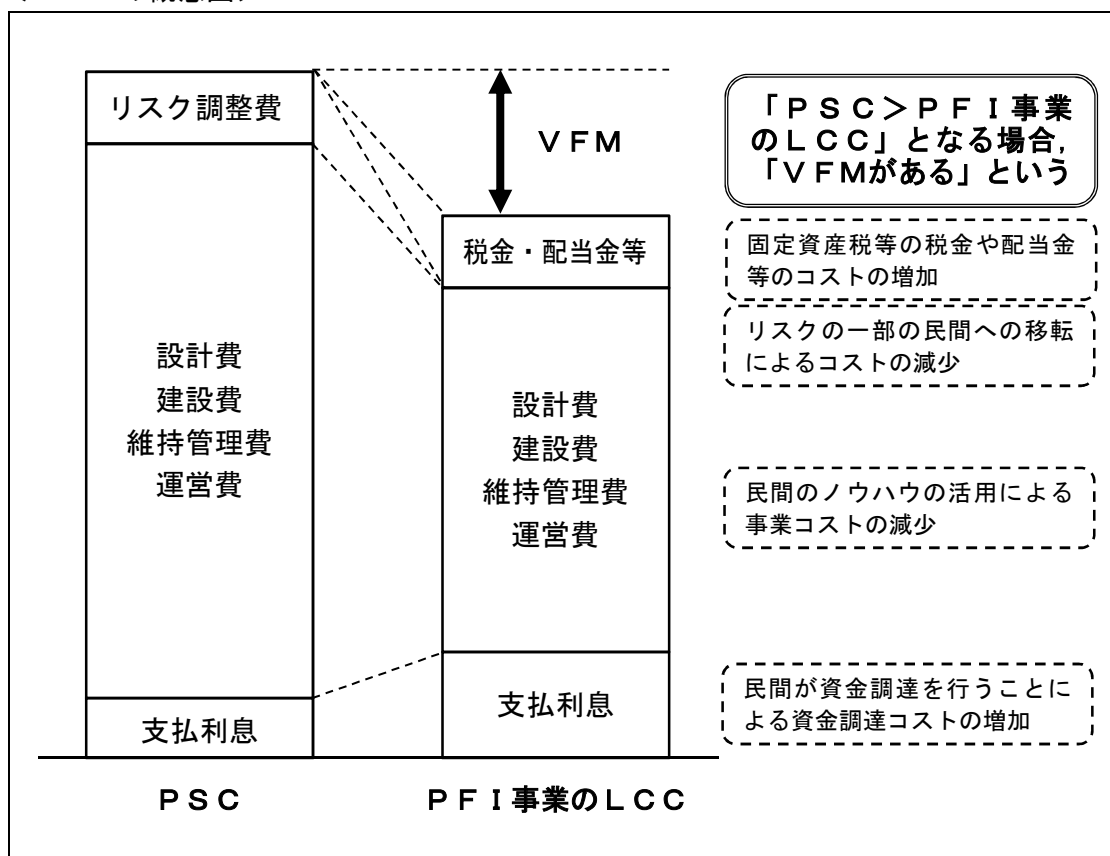 リスク調整費
設計費
建設費
維持管理費
運営費
支払利息
PSC
VFM
税金・配当金等
設計費
建設費
維持管理費
運営費
支払利息
PFI事業のLCC
「PSC>PFI事業
のLCC」となる場合,
「VFMがある」という
固定資産税等の税金や配当金
等のコストの増加
リスクの一部の民間への移転
によるコストの減少
民間のノウハウの活用による
事業コストの減少
民間が資金調達を行うことに
よる資金調達コストの増加